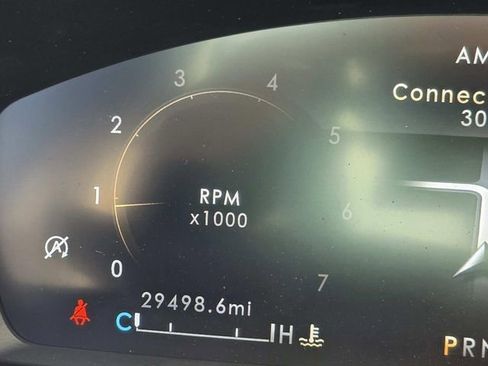 AM
Connec
30
3 4
2 5
RPM
x1000
1 6
0 7
A
29498.6mi
C H
PRN